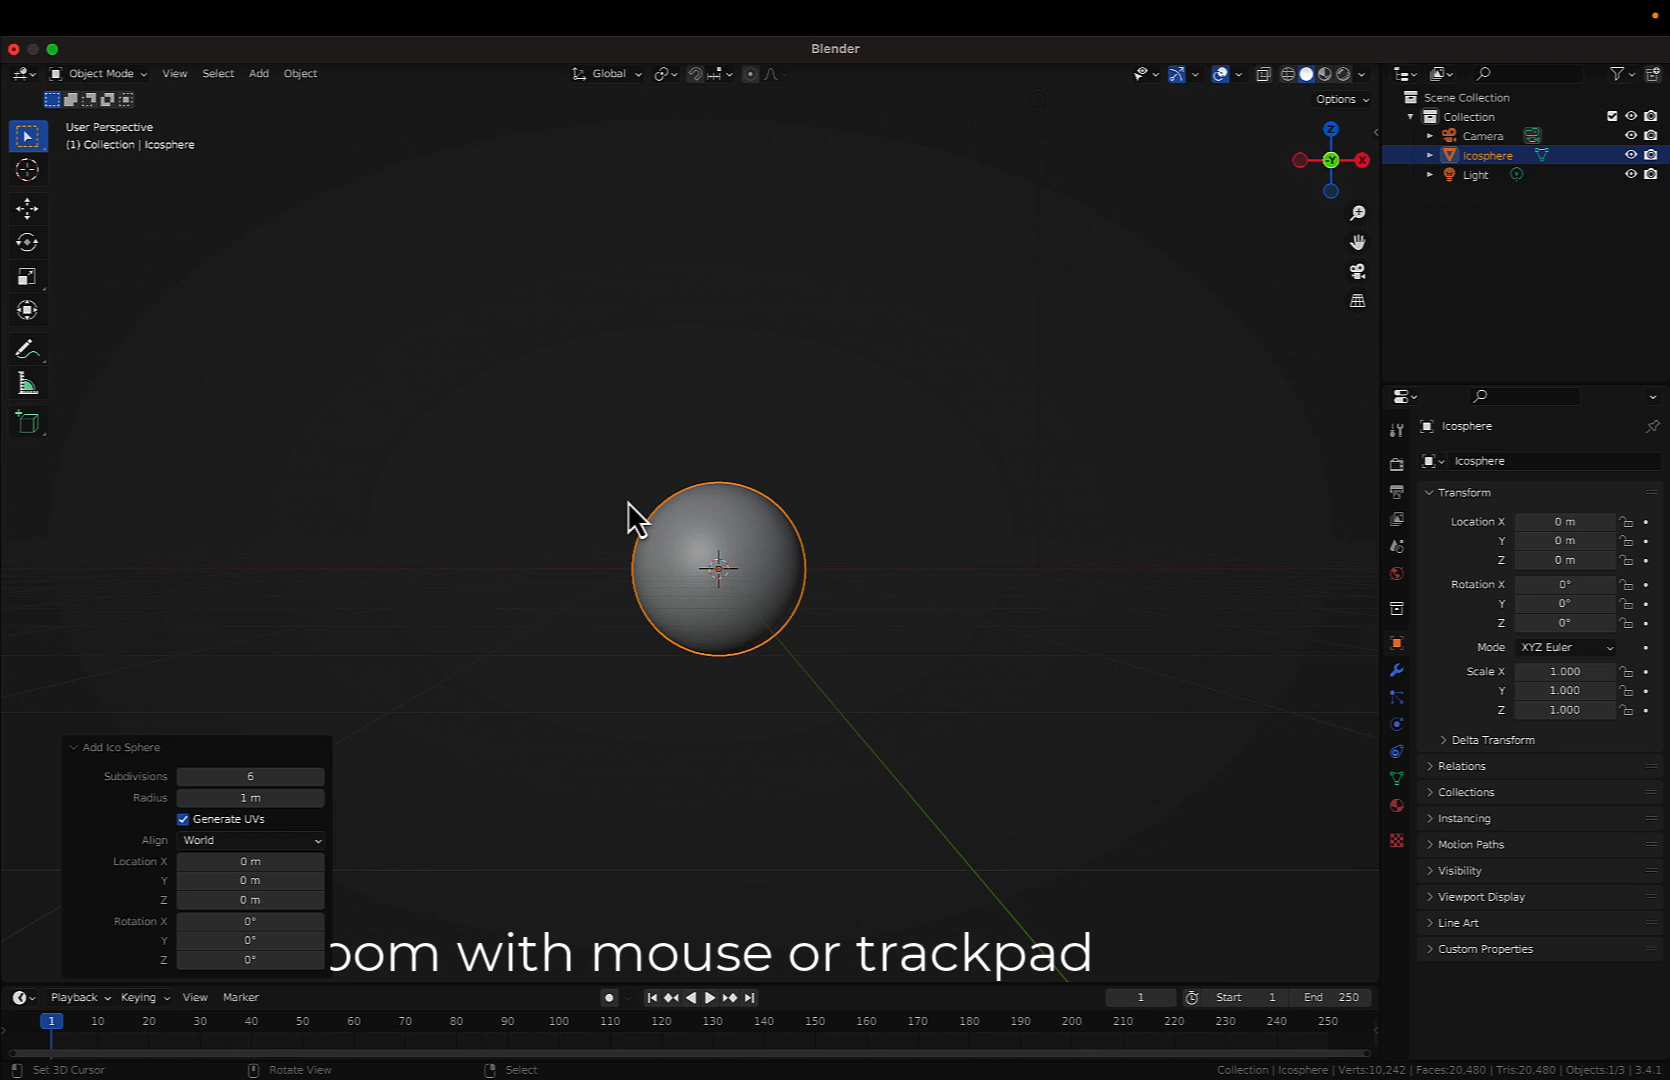 Blender
Object Mode View Select Add Object
Global
Options
User Perspective
(1) Collection | Icosphere
Z
Y
X
Scene Collection
Collection
Camera
Icosphere
Light
Icosphere
Icosphere
Transform
Location X 0 m
Y 0 m
Z 0 m
Rotation X 0°
Y 0°
Z 0°
Mode XYZ Euler
Scale X 1.000
Y 1.000
Z 1.000
Delta Transform
Relations
Collections
Instancing
Motion Paths
Visibility
Viewport Display
Line Art
Custom Properties
Add Ico Sphere
Subdivisions 6
Radius 1 m
Generate UVs
Align World
Location X 0 m
Y 0 m
Z 0 m
Rotation X 0°
Y 0°
Z 0°
oom with mouse or trackpad
Playback Keying View Marker
1 Start 1 End 250
1 10 20 30 40 50 60 70 80 90 100 110 120 130 140 150 160 170 180 190 200 210 220 230 240 250
Set 3D Cursor Rotate View Select
Collection | Icosphere | Verts:10,242 | Faces:20,480 | Tris:20,480 | Objects:1/3 | 3.4.1